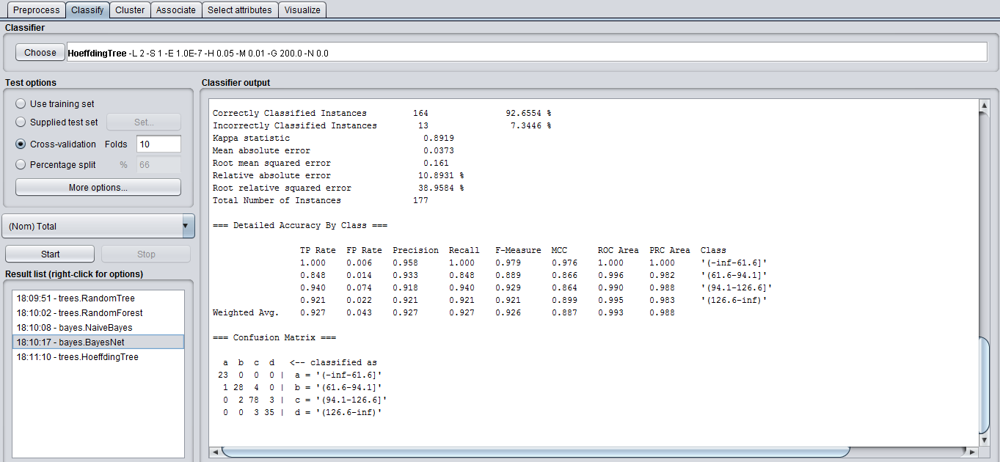 Preprocess Classify Cluster Associate Select attributes Visualize
Classifier
Choose HoeffdingTree -L 2 -S 1 -E 1.0E-7 -H 0.05 -M 0.01 -G 200.0 -N 0.0
Test options
Use training set
Supplied test set Set...
Cross-validation Folds 10
Percentage split % 66
More options...
(Nom) Total
Start Stop
Result list (right-click for options)
18:09:51 - trees.RandomTree
18:10:02 - trees.RandomForest
18:10:08 - bayes.NaiveBayes
18:10:17 - bayes.BayesNet
18:11:10 - trees.HoeffdingTree
Classifier output
Correctly Classified Instances 164 92.6554 %
Incorrectly Classified Instances 13 7.3446 %
Kappa statistic 0.8919
Mean absolute error 0.0373
Root mean squared error 0.161
Relative absolute error 10.8931 %
Root relative squared error 38.9584 %
Total Number of Instances 177
=== Detailed Accuracy By Class ===
TP Rate FP Rate Precision Recall F-Measure MCC ROC Area PRC Area Class
1.000 0.006 0.958 1.000 0.979 0.976 1.000 1.000 '(-inf-61.6]'
0.848 0.014 0.933 0.848 0.889 0.866 0.996 0.982 '(61.6-94.1]'
0.940 0.074 0.918 0.940 0.929 0.864 0.990 0.988 '(94.1-126.6]'
0.921 0.022 0.921 0.921 0.921 0.899 0.995 0.983 '(126.6-inf)'
Weighted Avg. 0.927 0.043 0.927 0.927 0.926 0.887 0.993 0.988
=== Confusion Matrix ===
a b c d <-- classified as
23 0 0 0 | a = '(-inf-61.6]'
1 28 4 0 | b = '(61.6-94.1]'
0 2 78 3 | c = '(94.1-126.6]'
0 0 3 35 | d = '(126.6-inf)'